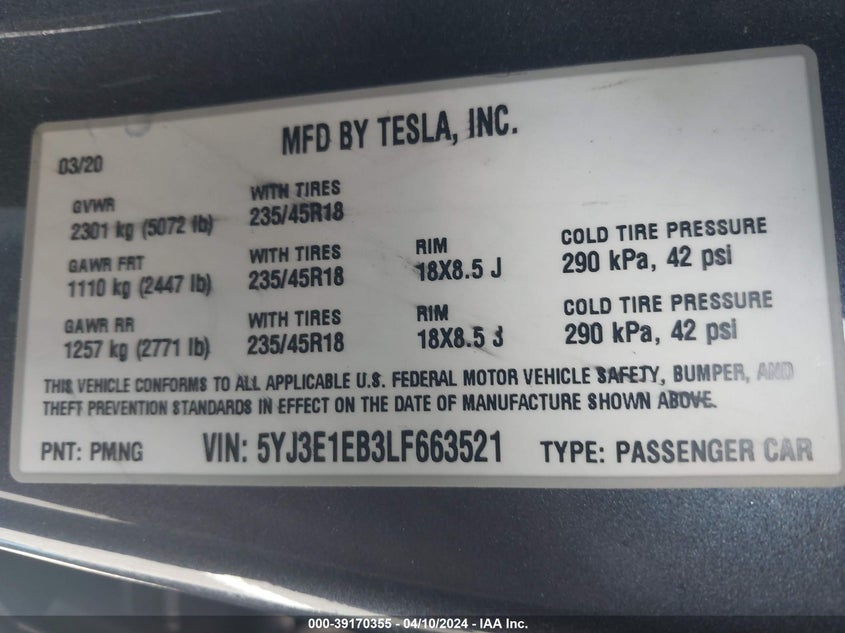 MFD BY TESLA, INC.
03/20
GVWR WITH TIRES
2301 kg (5072 lb) 235/45R18
GAWR FRT WITH TIRES RIM COLD TIRE PRESSURE
1110 kg (2447 lb) 235/45R18 18X8.5 J 290 kPa, 42 psi
GAWR RR WITH TIRES RIM COLD TIRE PRESSURE
1257 kg (2771 lb) 235/45R18 18X8.5 J 290 kPa, 42 psi
THIS VEHICLE CONFORMS TO ALL APPLICABLE U.S. FEDERAL MOTOR VEHICLE SAFETY, BUMPER, AND
THEFT PREVENTION STANDARDS IN EFFECT ON THE DATE OF MANUFACTURE SHOWN ABOVE.
PNT: PMNG VIN: 5YJ3E1EB3LF663521 TYPE: PASSENGER CAR
000-39170355 - 04/10/2024 - IAA Inc.